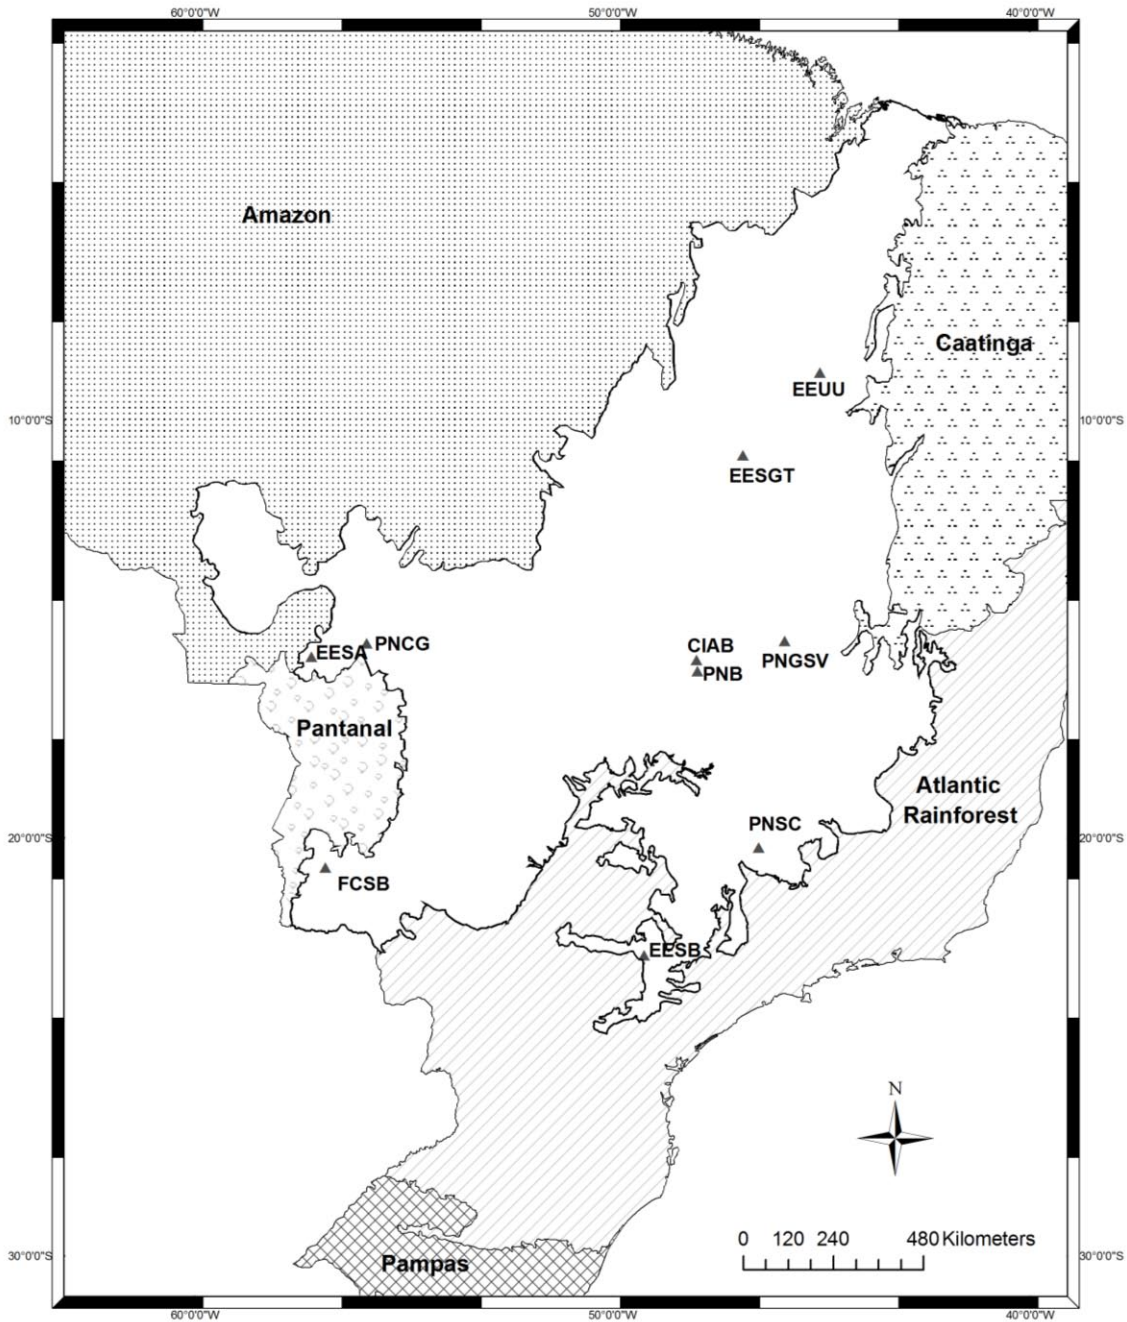 60°0'0"W 50°0'0"W 40°0'0"W
Amazon
Caatinga
EEUU
10°0'0"S 10°0'0"S
EESGT
PNCG
EESA
CIAB
PNB
PNGSV
Pantanal
Atlantic
Rainforest
PNSC
20°0'0"S 20°0'0"S
FCSB
EESB
N
0 120 240 480 Kilometers
30°0'0"S 30°0'0"S
Pampas
60°0'0"W 50°0'0"W 40°0'0"W